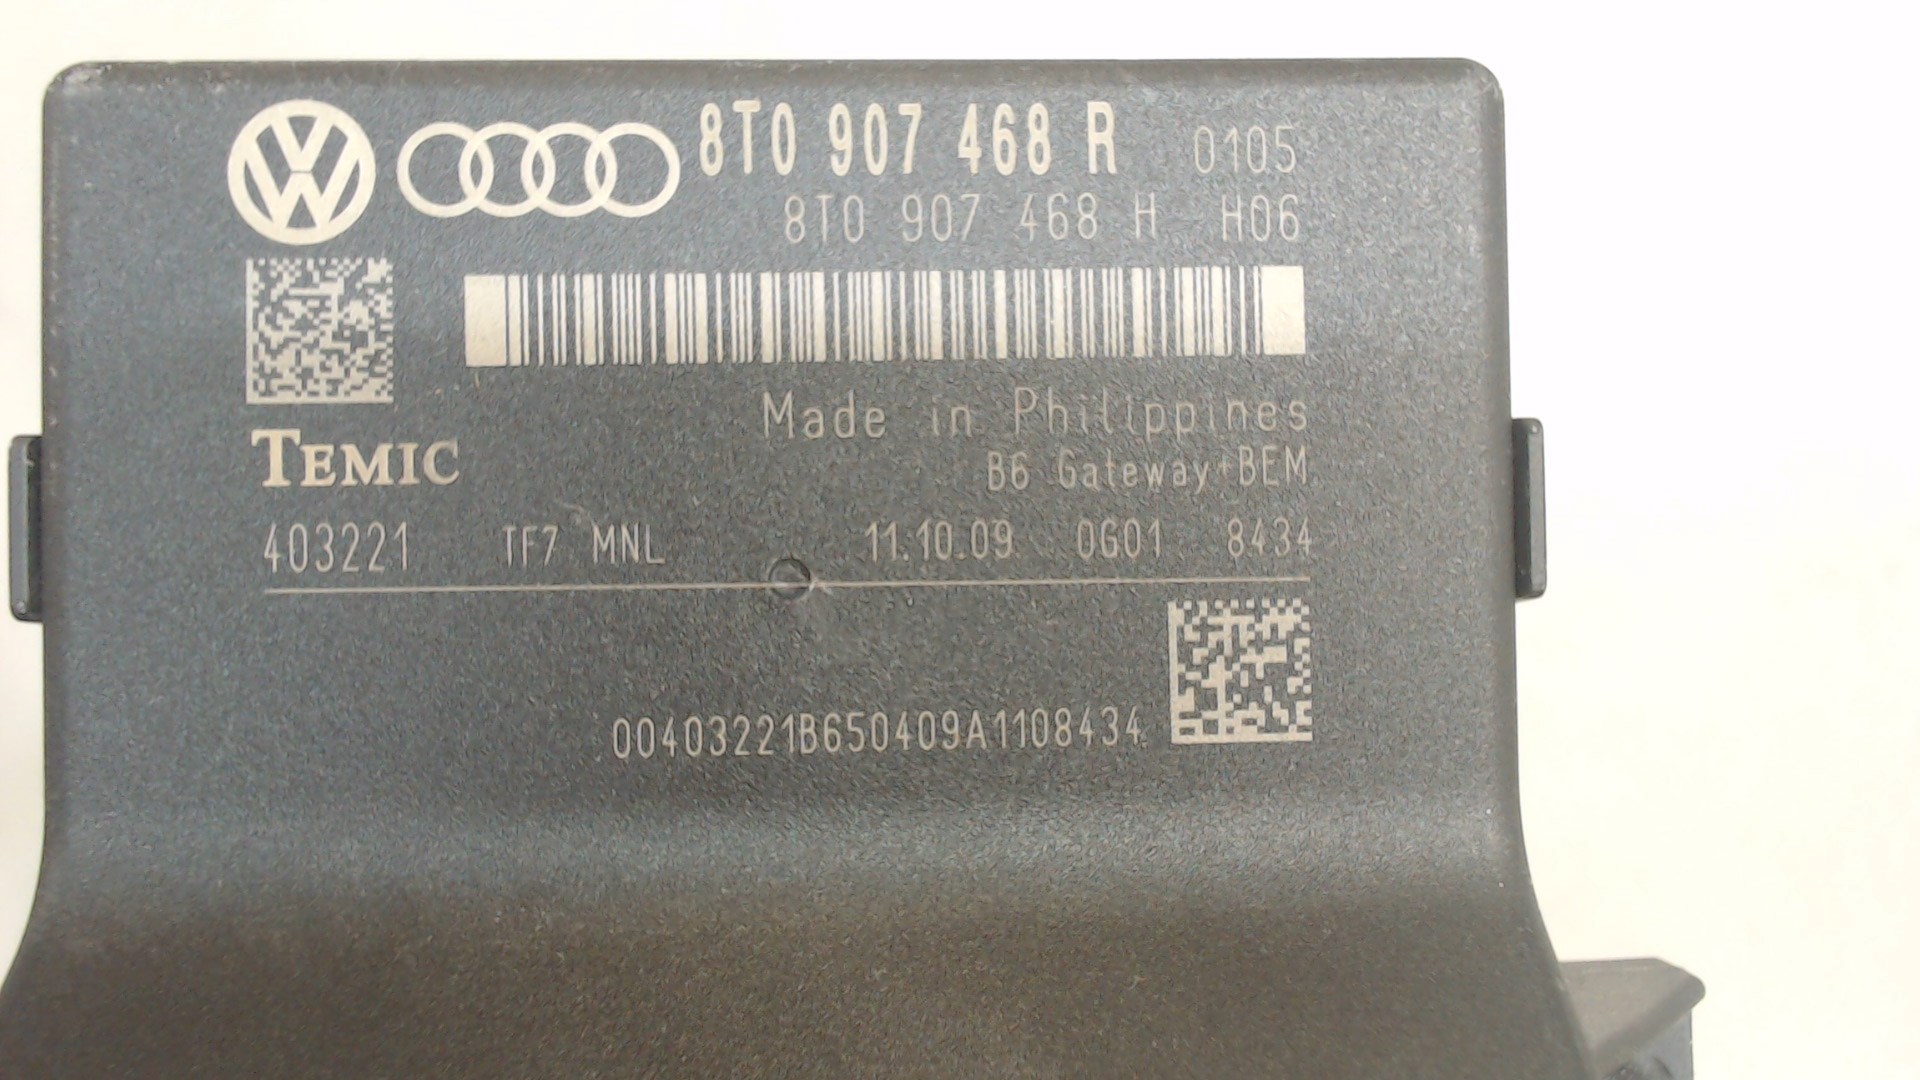 8T0 907 468 R 0105
8T0 907 468 H H06
Made in Philippines
TEMIC
B6 Gateway+BEM
403221 TF7 MNL 11.10.09 0G01 8434
00403221B650409A1108434